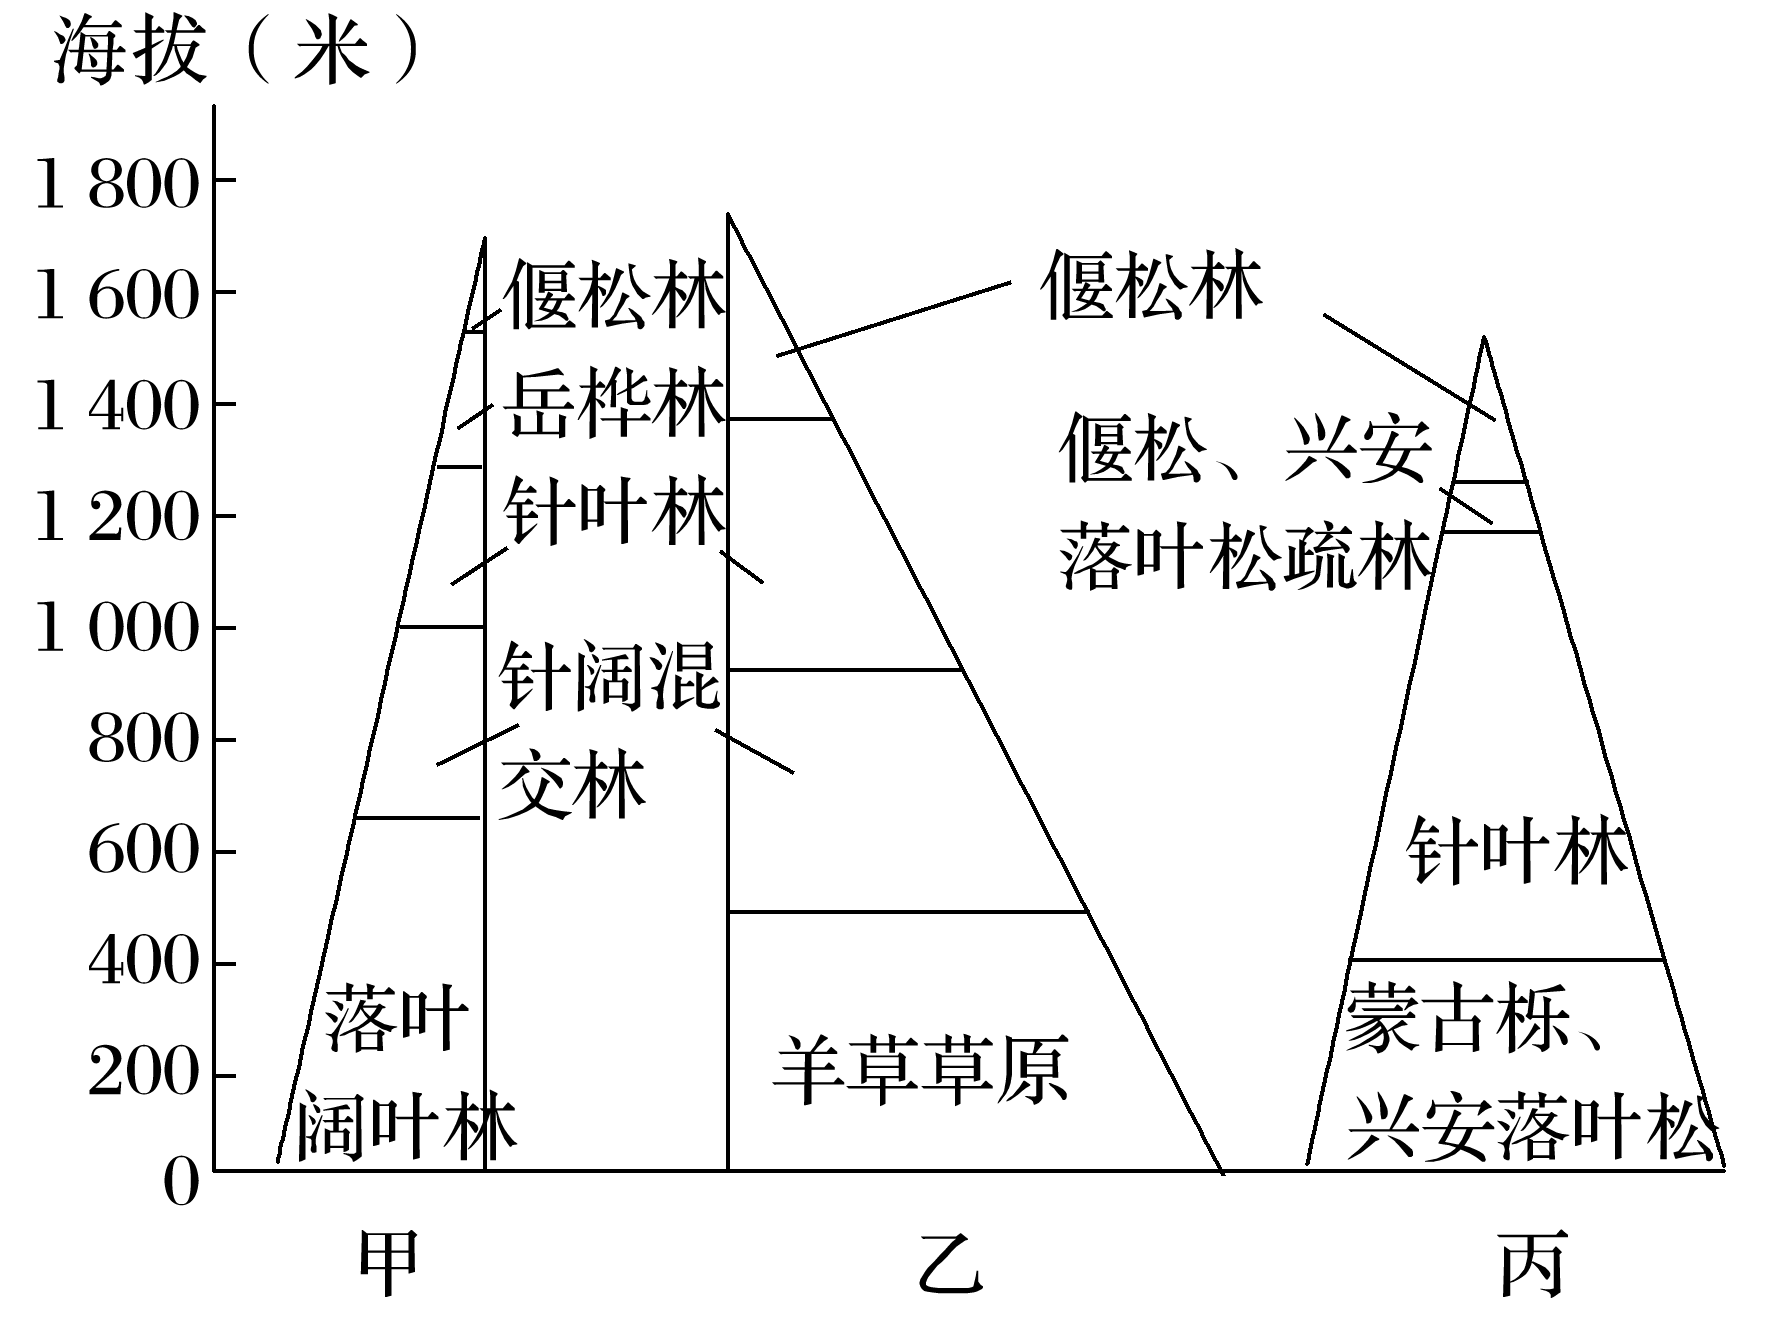 海拔（米）
1 800
1 600
1 400
1 200
1 000
800
600
400
200
0
偃松林
岳桦林
针叶林
针阔混
交林
落叶
阔叶林
羊草草原
偃松林
偃松、兴安
落叶松疏林
针叶林
蒙古栎、
兴安落叶松
甲
乙
丙